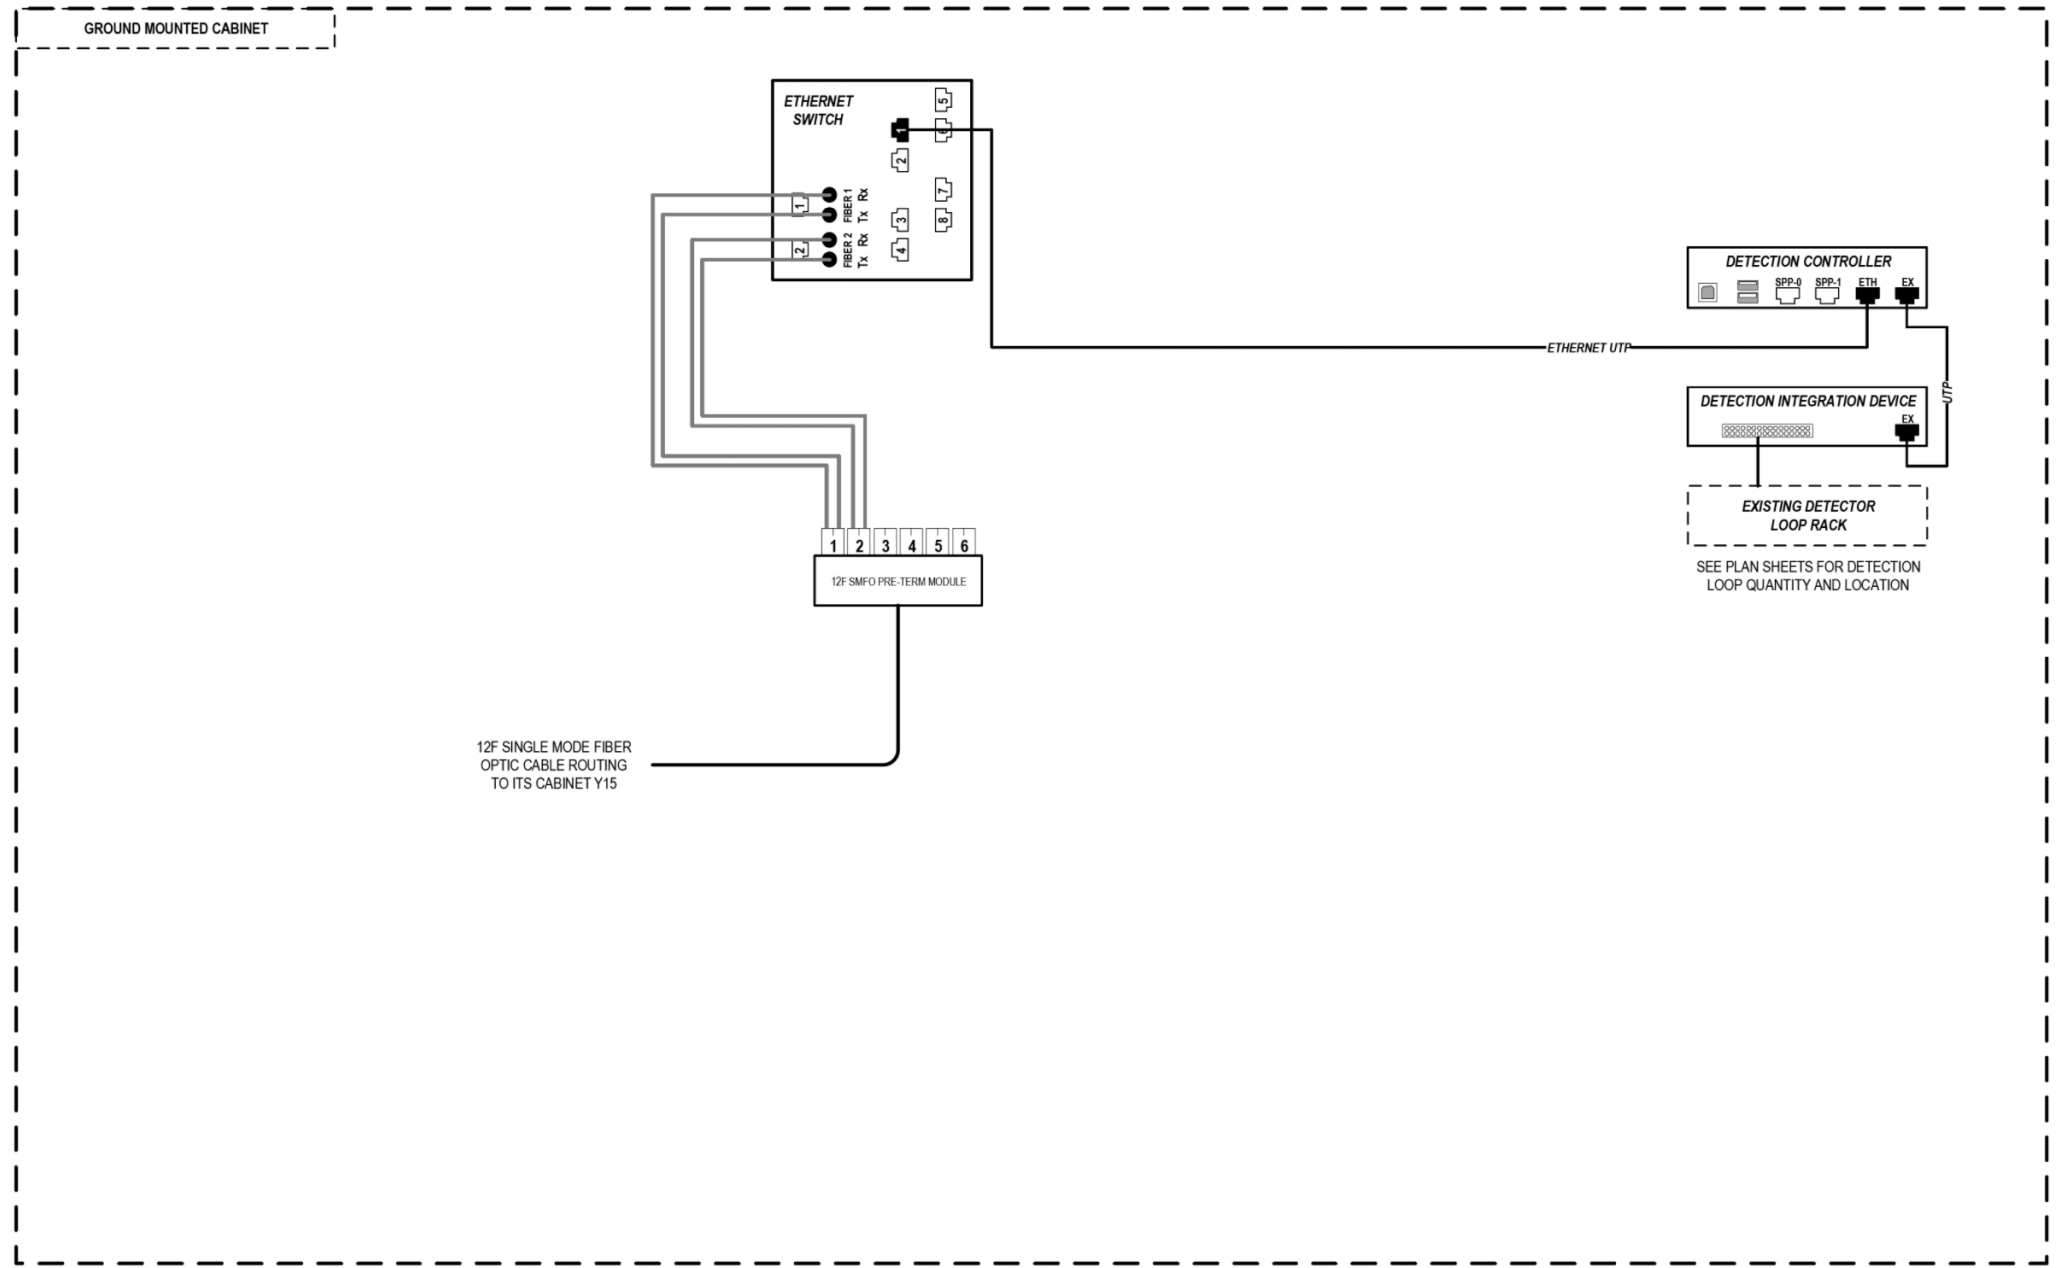 GROUND MOUNTED CABINET
ETHERNET
SWITCH
5
1
6
2
7
3
8
4
1
FIBER 1
Rx
Tx
2
FIBER 2
Rx
Tx
DETECTION CONTROLLER
SPP-0 SPP-1 ETH EX
ETHERNET UTP
UTP
DETECTION INTEGRATION DEVICE
EX
EXISTING DETECTOR
LOOP RACK
SEE PLAN SHEETS FOR DETECTION
LOOP QUANTITY AND LOCATION
1 2 3 4 5 6
12F SMFO PRE-TERM MODULE
12F SINGLE MODE FIBER
OPTIC CABLE ROUTING
TO ITS CABINET Y15